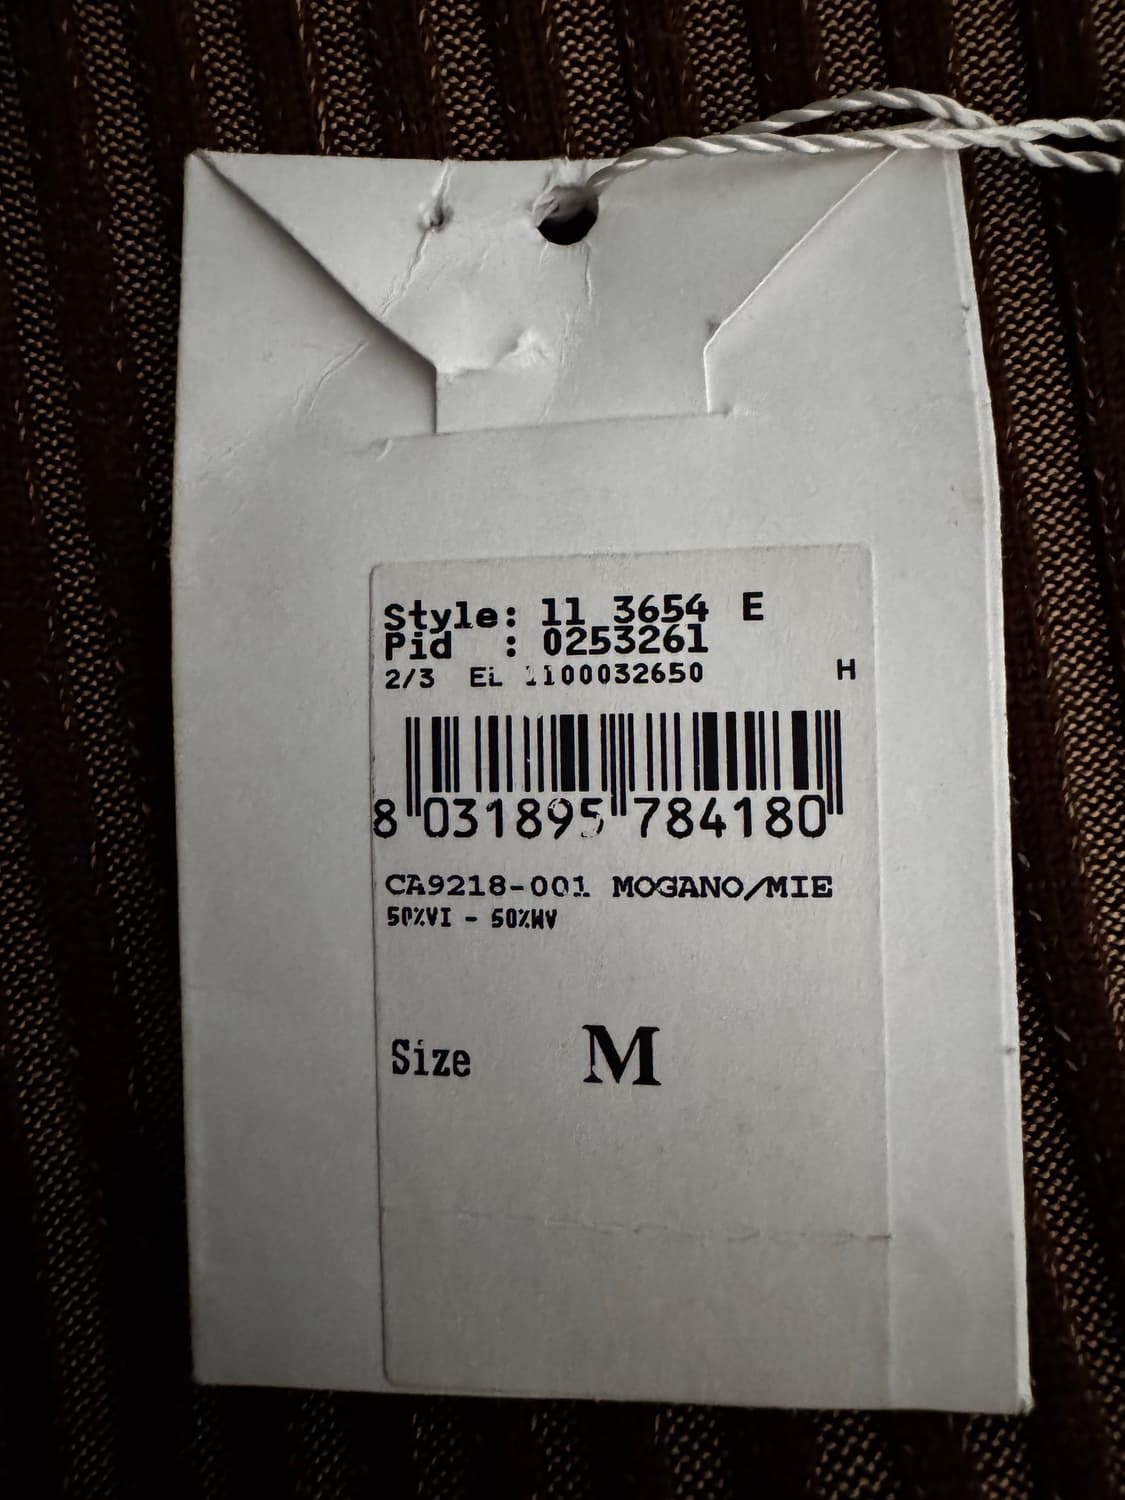 Style: 11 3654 E
Pid : 0253261
2/3 EL 1100032650 H
8 031895 784180
CA9218-001 MOGANO/MIE
50%VI - 50%WV
Size M